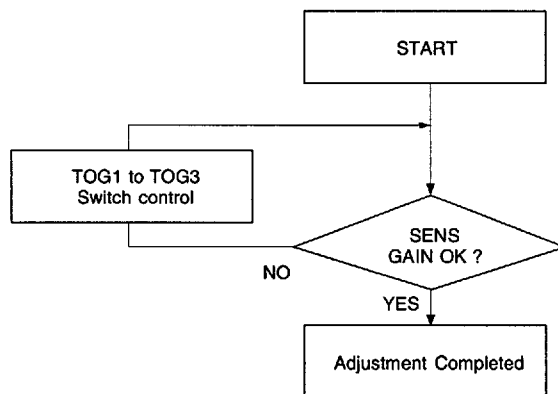 START
TOG1 to TOG3
Switch control
SENS
GAIN OK ?
NO
YES
Adjustment Completed